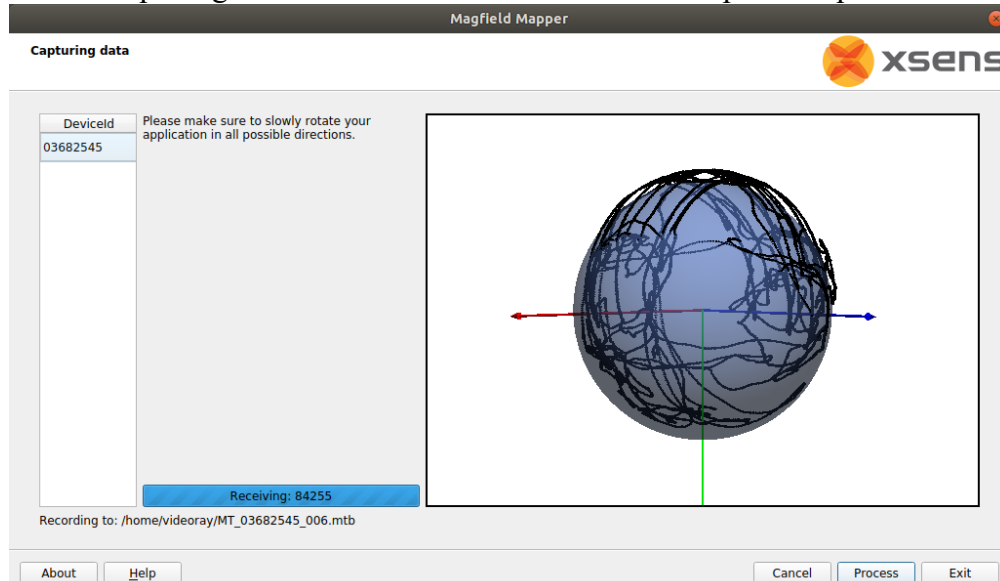 Magfield Mapper
Capturing data
xsens
DeviceId
03682545
Please make sure to slowly rotate your
application in all possible directions.
Receiving: 84255
Recording to: /home/videoray/MT_03682545_006.mtb
About
Help
Cancel
Process
Exit